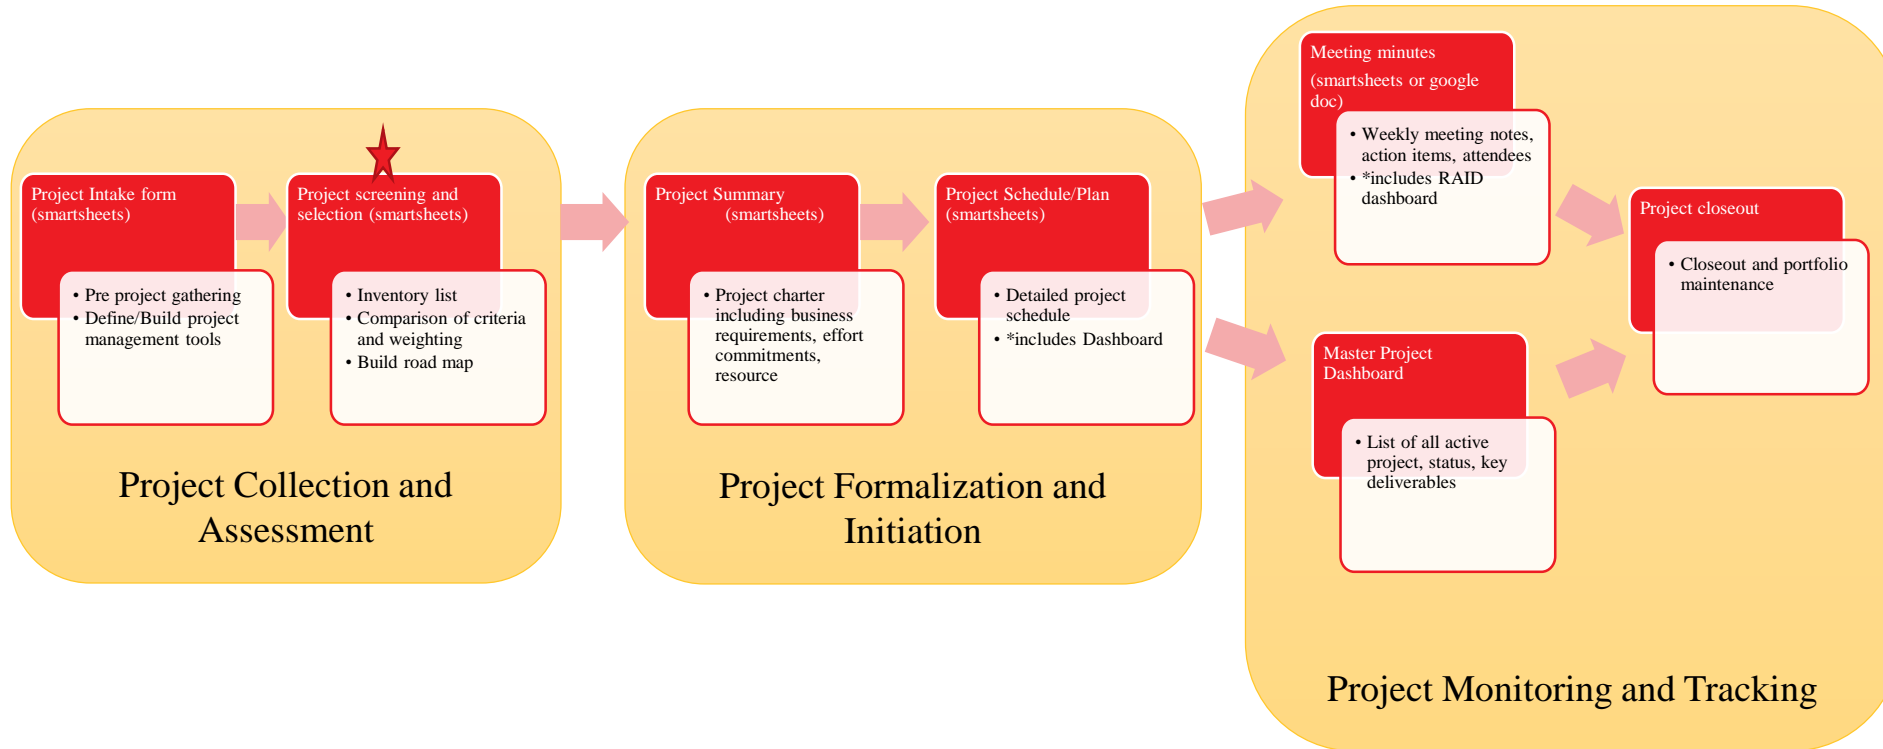 Project Intake form
(smartsheets)
• Pre project gathering
• Define/Build project
management tools
Project screening and
selection (smartsheets)
• Inventory list
• Comparison of criteria
and weighting
• Build road map
Project Collection and
Assessment
Project Summary
(smartsheets)
• Project charter
including business
requirements, effort
commitments,
resource
Project Schedule/Plan
(smartsheets)
• Detailed project
schedule
• *includes Dashboard
Project Formalization and
Initiation
Meeting minutes
(smartsheets or google
doc)
• Weekly meeting notes,
action items, attendees
• *includes RAID
dashboard
Master Project
Dashboard
• List of all active
project, status, key
deliverables
Project closeout
• Closeout and portfolio
maintenance
Project Monitoring and Tracking